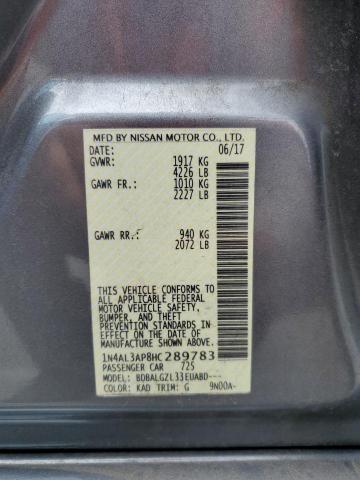 MFD BY NISSAN MOTOR CO., LTD.
DATE: 06/17
GVWR: 1917 KG
4226 LB
GAWR FR.: 1010 KG
2227 LB
GAWR RR.: 940 KG
2072 LB
THIS VEHICLE CONFORMS TO
ALL APPLICABLE FEDERAL
MOTOR VEHICLE SAFETY,
BUMPER, AND THEFT
PREVENTION STANDARDS
IN EFFECT ON THE DATE OF
MANUFACTURE SHOWN ABOVE.
1N4AL3AP8HC289783
PASSENGER CAR 725
MODEL: BDBALGZL33EUABD---
COLOR: KAD TRIM: G 9N00A-